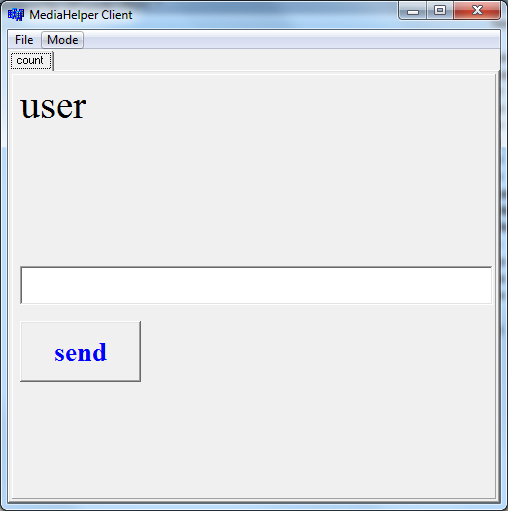 MediaHelper Client
File Mode
count
user
send